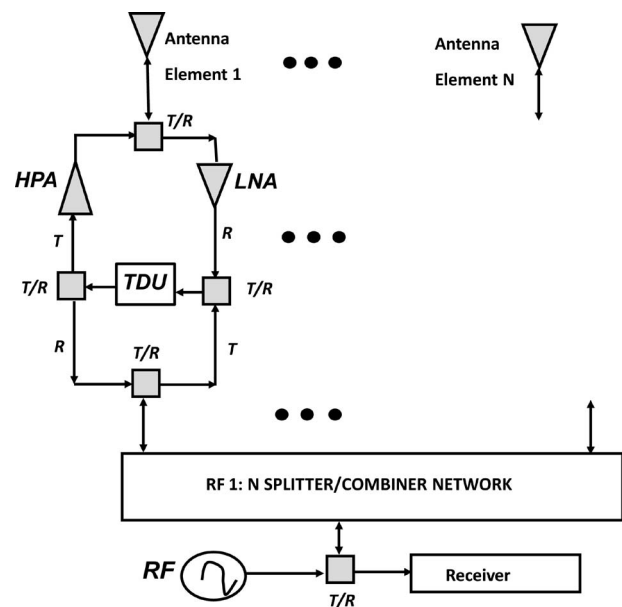 Antenna
Element 1
Antenna
Element N
T/R
HPA
LNA
T
R
T/R
TDU
T/R
R
T/R
T
RF 1: N SPLITTER/COMBINER NETWORK
RF
Receiver
T/R